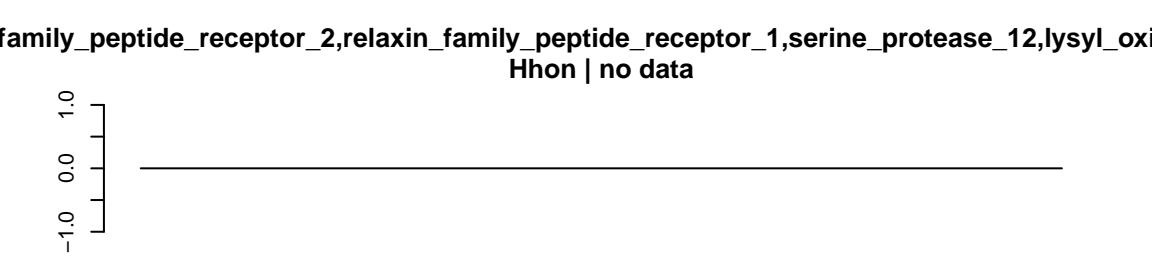 family_peptide_receptor_2,relaxin_family_peptide_receptor_1,serine_protease_12,lysyl_oxi
Hhon | no data
1.0
0.0
−1.0